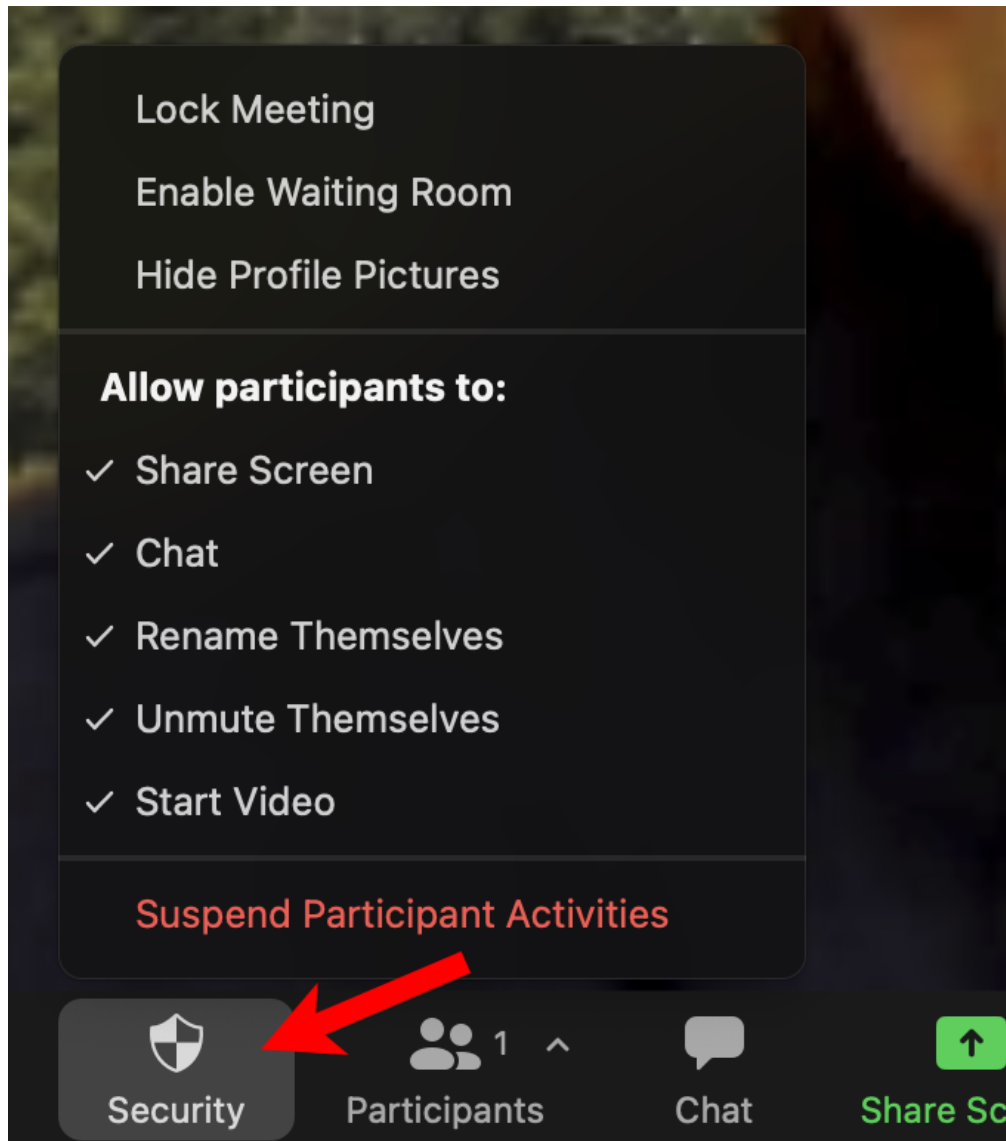 Lock Meeting
Enable Waiting Room
Hide Profile Pictures
Allow participants to:
Share Screen
Chat
Rename Themselves
Unmute Themselves
Start Video
Suspend Participant Activities
1
Security Participants Chat Share Sc